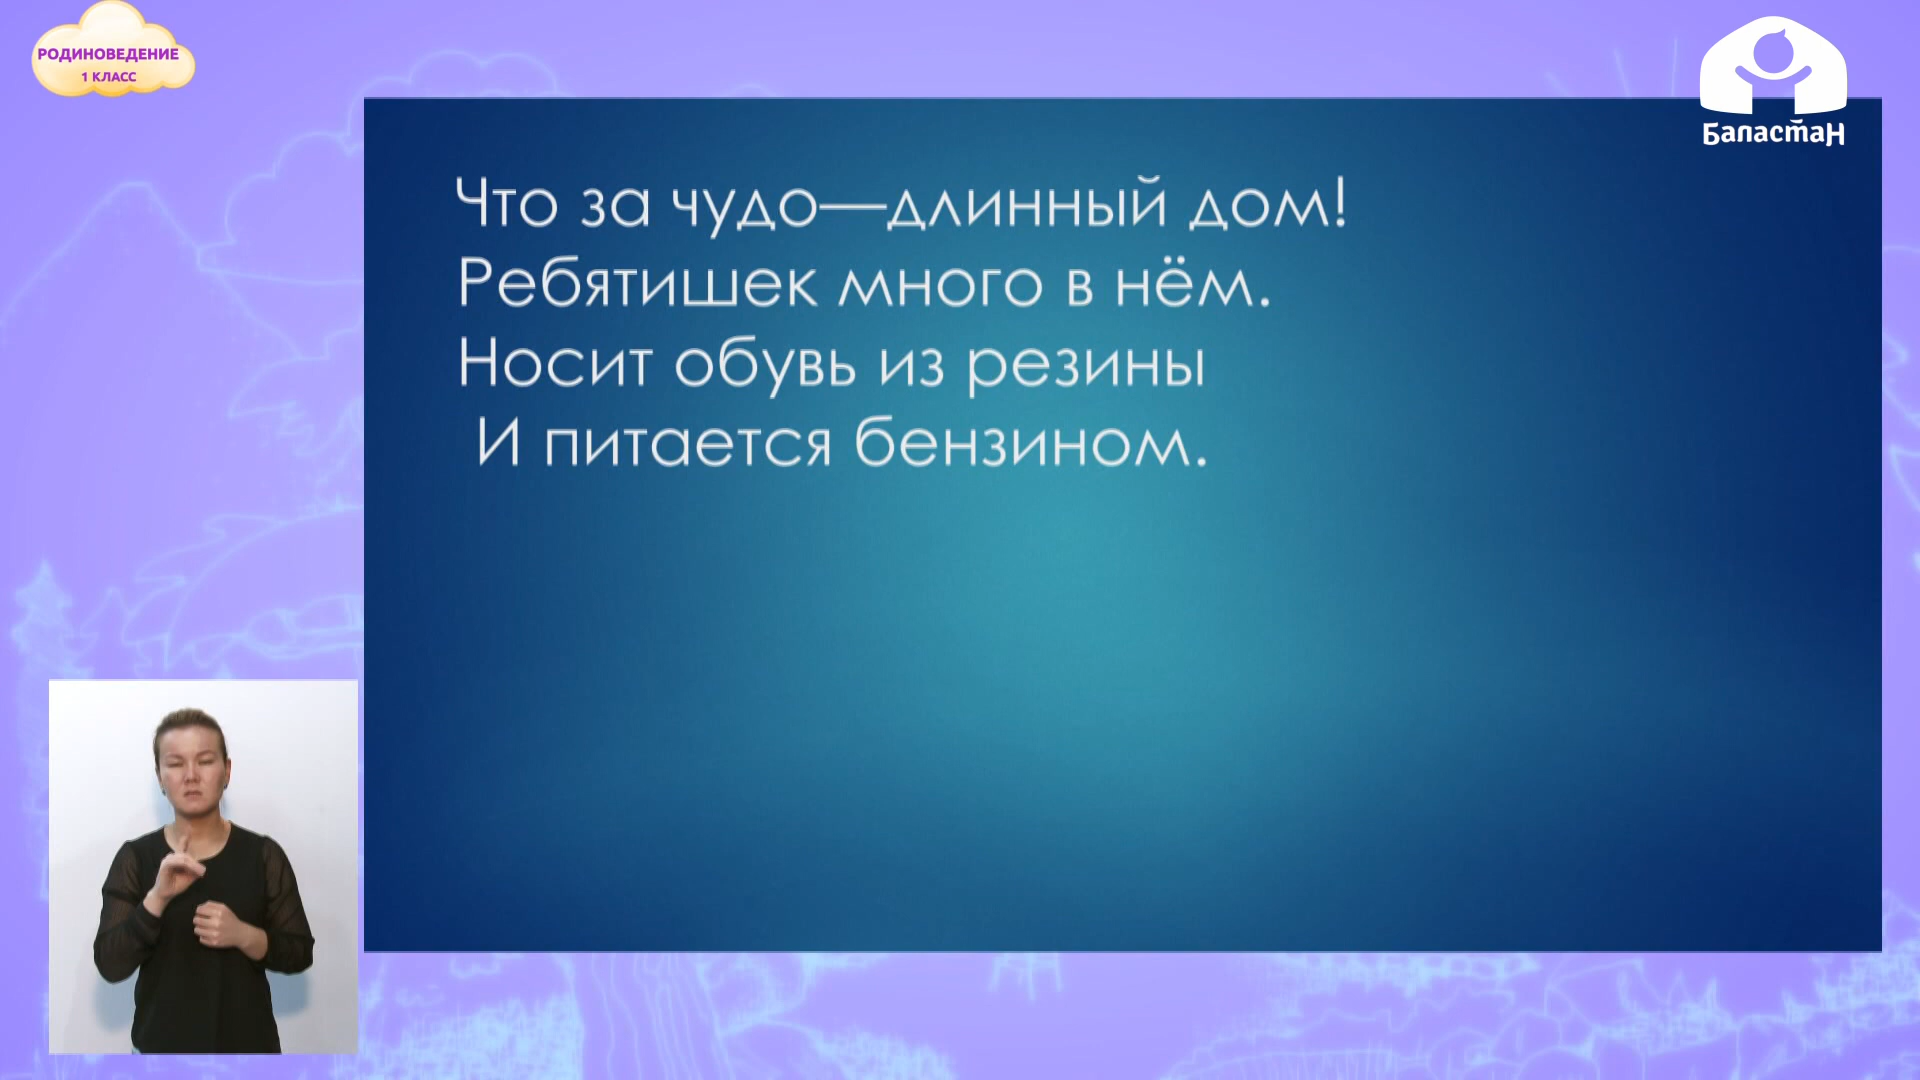 РОДИНОВЕДЕНИЕ
1 КЛАСС
Баластан
Что за чудо—длинный дом!
Ребятишек много в нём.
Носит обувь из резины
И питается бензином.